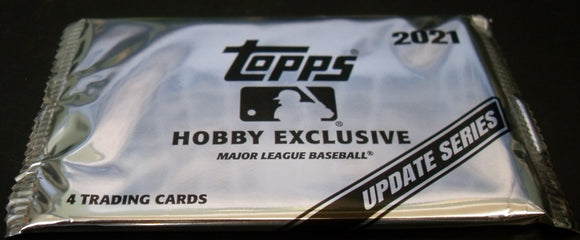 2021
Topps®
®
HOBBY EXCLUSIVE
MAJOR LEAGUE BASEBALL®
UPDATE SERIES
4 TRADING CARDS